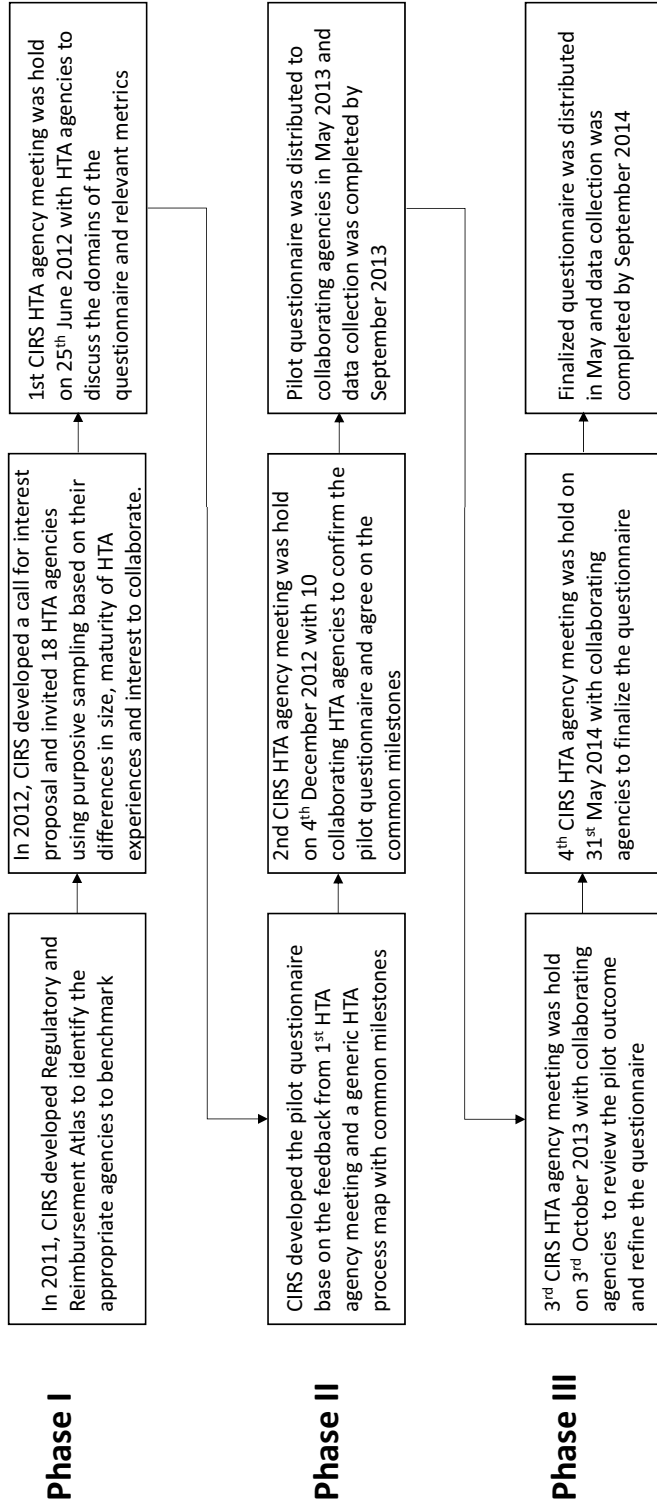 Phase I
In 2011, CIRS developed Regulatory and
Reimbursement Atlas to identify the
appropriate agencies to benchmark
In 2012, CIRS developed a call for interest
proposal and invited 18 HTA agencies
using purposive sampling based on their
differences in size, maturity of HTA
experiences and interest to collaborate.
1st CIRS HTA agency meeting was hold
on 25th June 2012 with HTA agencies to
discuss the domains of the
questionnaire and relevant metrics
Phase II
CIRS developed the pilot questionnaire
base on the feedback from 1st HTA
agency meeting and a generic HTA
process map with common milestones
2nd CIRS HTA agency meeting was hold
on 4th December 2012 with 10
collaborating HTA agencies to confirm the
pilot questionnaire and agree on the
common milestones
Pilot questionnaire was distributed to
collaborating agencies in May 2013 and
data collection was completed by
September 2013
Phase III
3rd CIRS HTA agency meeting was hold
on 3rd October 2013 with collaborating
agencies to review the pilot outcome
and refine the questionnaire
4th CIRS HTA agency meeting was hold on
31st May 2014 with collaborating
agencies to finalize the questionnaire
Finalized questionnaire was distributed
in May and data collection was
completed by September 2014